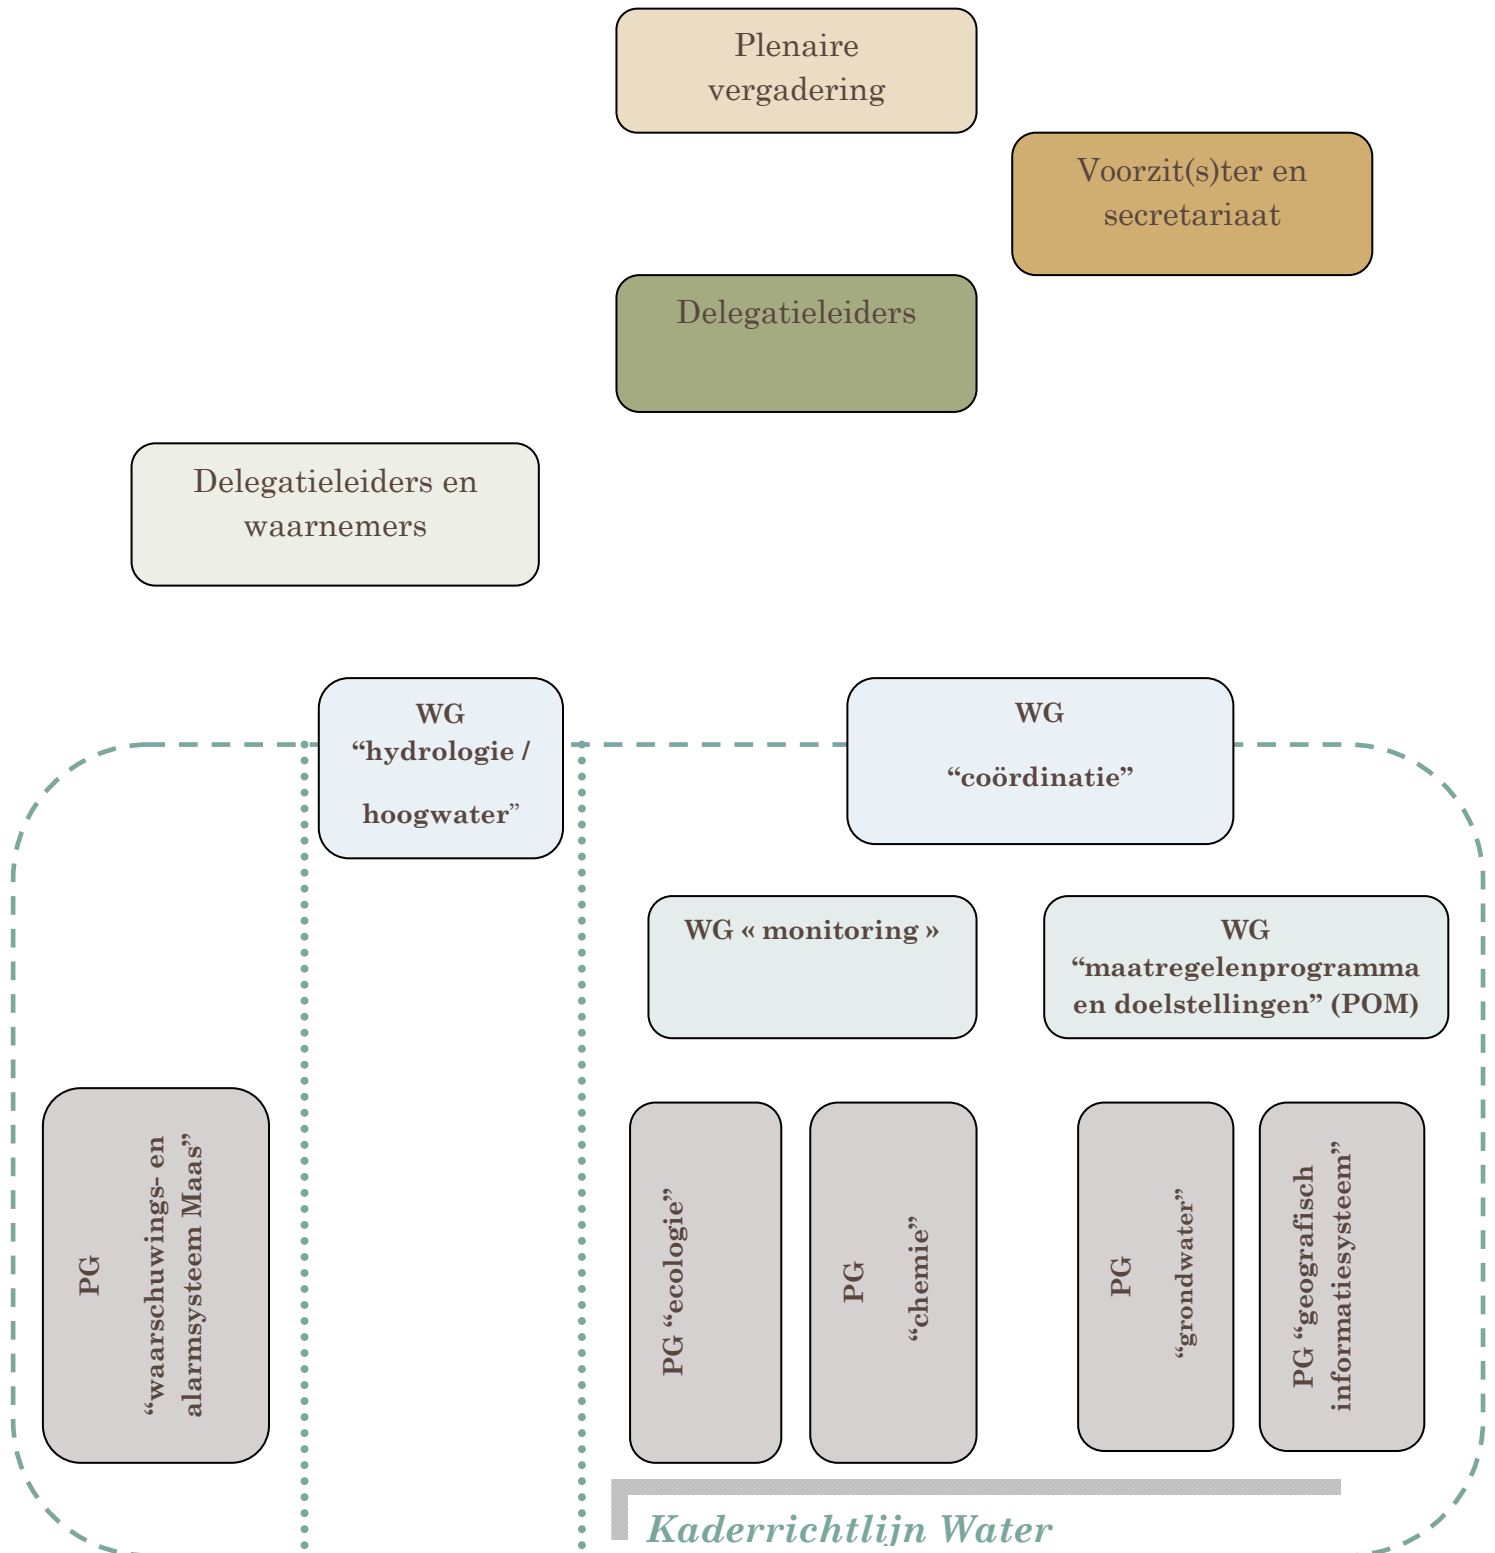 Plenaire
vergadering
Voorzit(s)ter en
secretariaat
Delegatieleiders
Delegatieleiders en
waarnemers
WG
“hydrologie /
hoogwater”
WG
“coördinatie”
WG « monitoring »
WG
“maatregelenprogramma
en doelstellingen” (POM)
PG
“waarschuwings- en
alarmsysteem Maas”
PG “ecologie”
PG
“chemie”
PG
“grondwater”
PG “geografisch
informatiesysteem”
Kaderrichtlijn Water